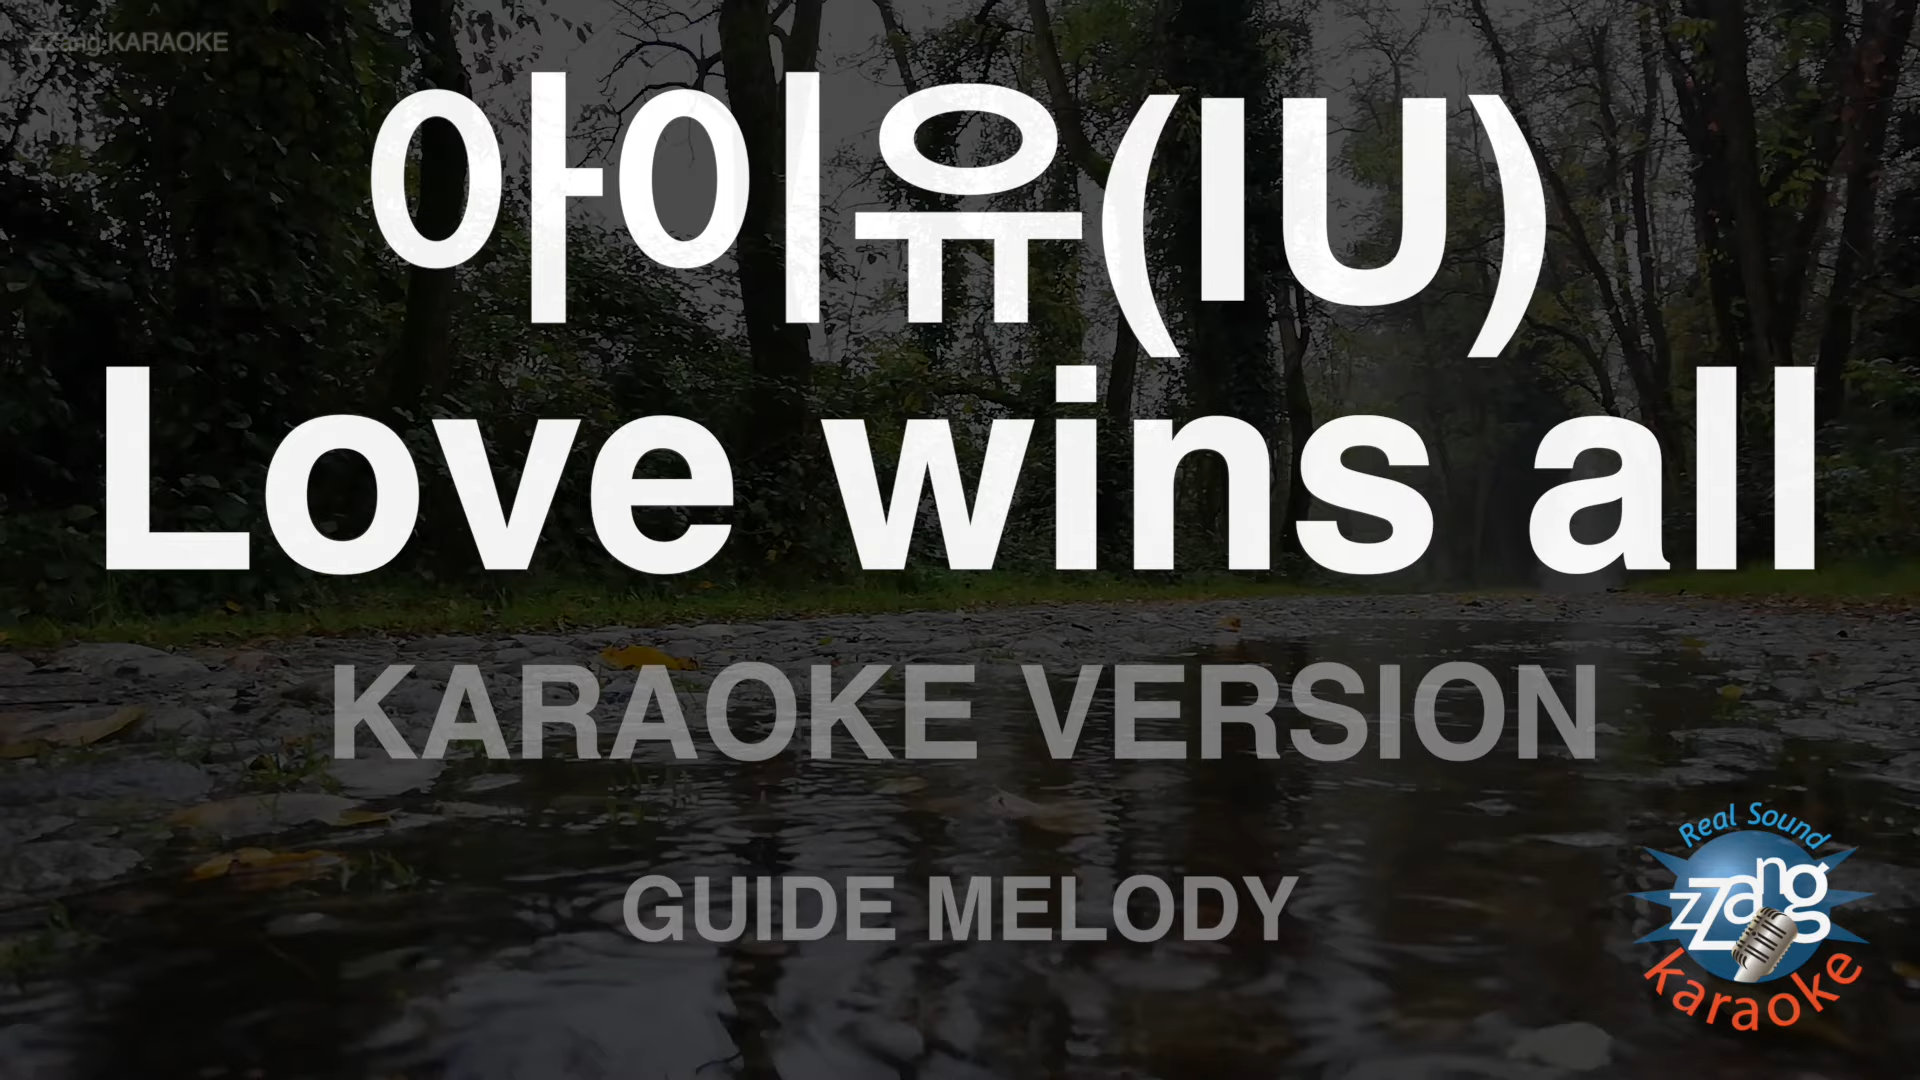 ZZang KARAOKE
아이유(IU)
Love wins all
KARAOKE VERSION
GUIDE MELODY
Real Sound
zZang
karaoke